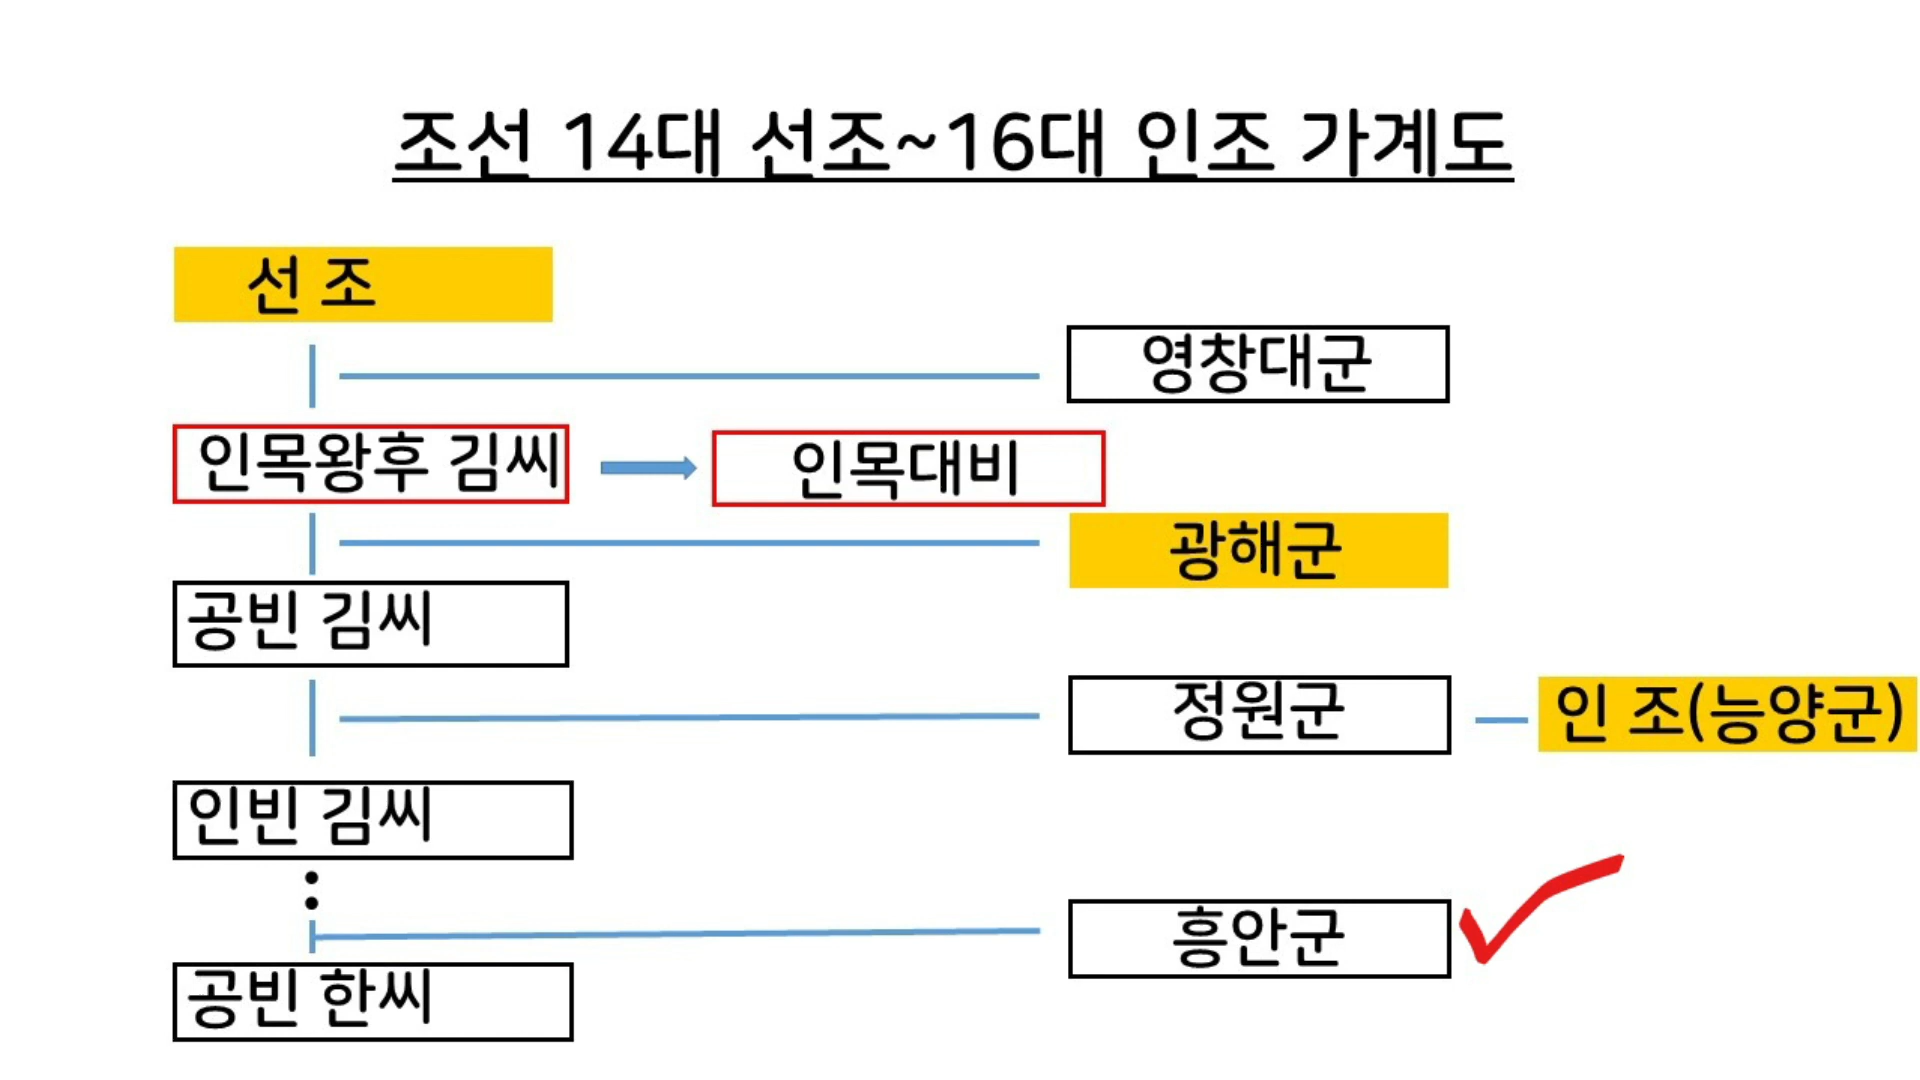 조선 14대 선조~16대 인조 가계도
선 조
영창대군
인목왕후 김씨
인목대비
광해군
공빈 김씨
정원군
인 조(능양군)
인빈 김씨
흥안군
공빈 한씨